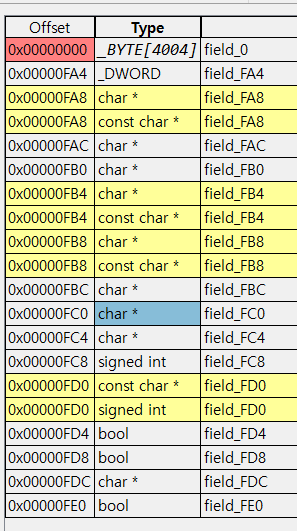 Offset Type
0x00000000 _BYTE[4004] field_0
0x00000FA4 _DWORD field_FA4
0x00000FA8 char * field_FA8
0x00000FA8 const char * field_FA8
0x00000FAC char * field_FAC
0x00000FB0 char * field_FB0
0x00000FB4 char * field_FB4
0x00000FB4 const char * field_FB4
0x00000FB8 char * field_FB8
0x00000FB8 const char * field_FB8
0x00000FBC char * field_FBC
0x00000FC0 char * field_FC0
0x00000FC4 char * field_FC4
0x00000FC8 signed int field_FC8
0x00000FD0 const char * field_FD0
0x00000FD0 signed int field_FD0
0x00000FD4 bool field_FD4
0x00000FD8 bool field_FD8
0x00000FDC char * field_FDC
0x00000FE0 bool field_FE0